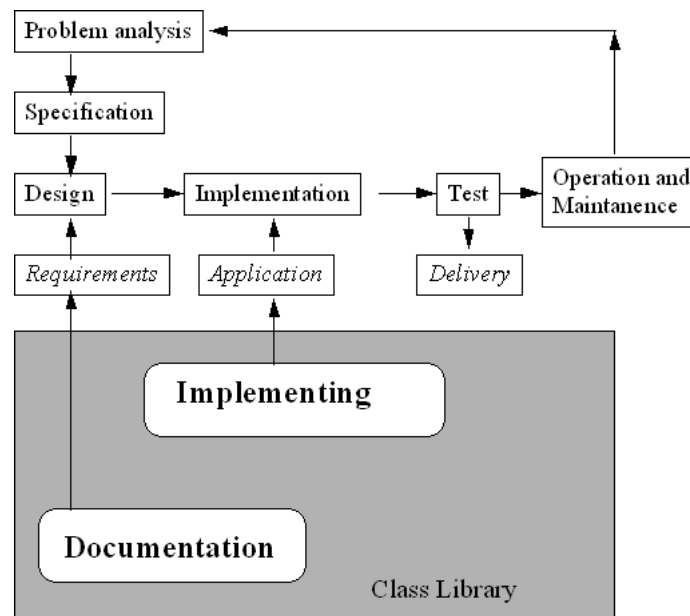 Problem analysis
Specification
Design
Implementation
Test
Operation and
Maintanence
Requirements
Application
Delivery
Implementing
Documentation
Class Library